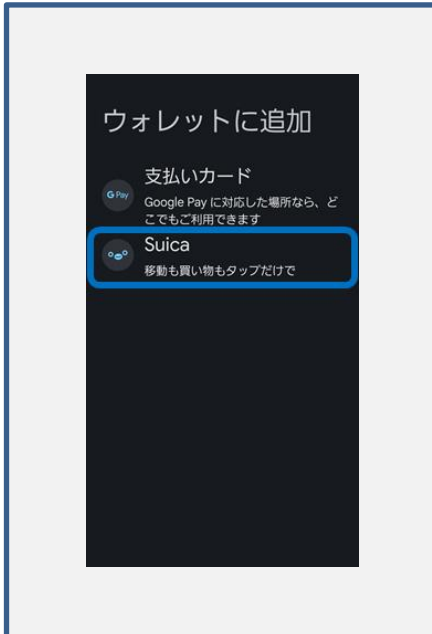 ウォレットに追加
支払いカード
G Pay
Google Pay に対応した場所なら、ど
こでもご利用できます
Suica
移動も買い物もタップだけで